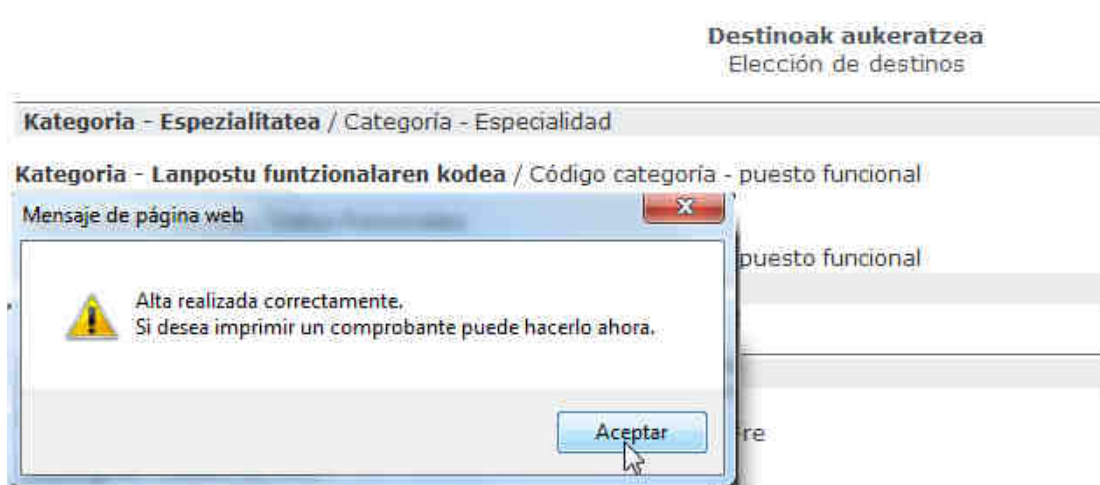 Destinoak aukeratzea
Elección de destinos
Kategoria - Espezialitatea / Categoría - Especialidad
Kategoria - Lanpostu funtzionalaren kodea / Código categoría - puesto funcional
Mensaje de página web
puesto funcional
Alta realizada correctamente.
Si desea imprimir un comprobante puede hacerlo ahora.
Aceptar
re